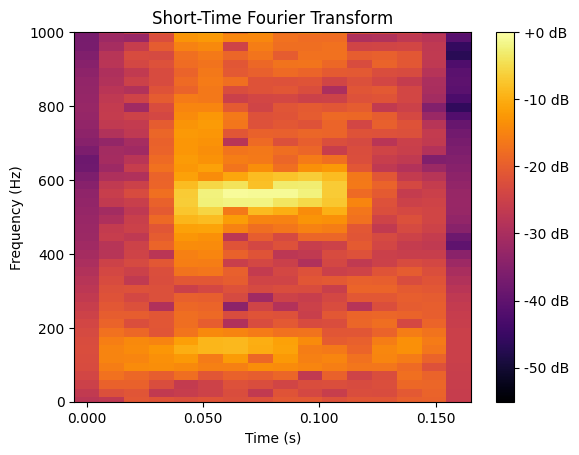 Short-Time Fourier Transform
1000
800
600
400
200
0
Frequency (Hz)
0.000
0.050
0.100
0.150
Time (s)
+0 dB
-10 dB
-20 dB
-30 dB
-40 dB
-50 dB